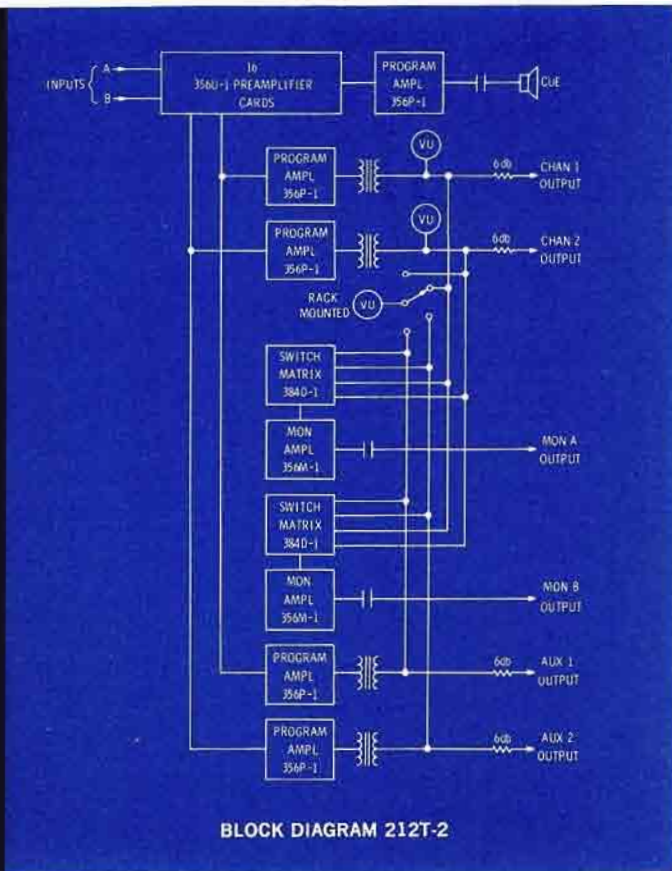 16
356U-1 PREAMPLIFIER
CARDS
INPUTS
A
B
PROGRAM
AMPL
356P-1
CUE
PROGRAM
AMPL
356P-1
VU
6db
CHAN 1
OUTPUT
PROGRAM
AMPL
356P-1
VU
6db
CHAN 2
OUTPUT
RACK
MOUNTED
VU
SWITCH
MATRIX
384D-1
MON
AMPL
356M-1
MON A
OUTPUT
SWITCH
MATRIX
384D-1
MON
AMPL
356M-1
MON B
OUTPUT
PROGRAM
AMPL
356P-1
6db
AUX 1
OUTPUT
PROGRAM
AMPL
356P-1
6db
AUX 2
OUTPUT
BLOCK DIAGRAM 212T-2